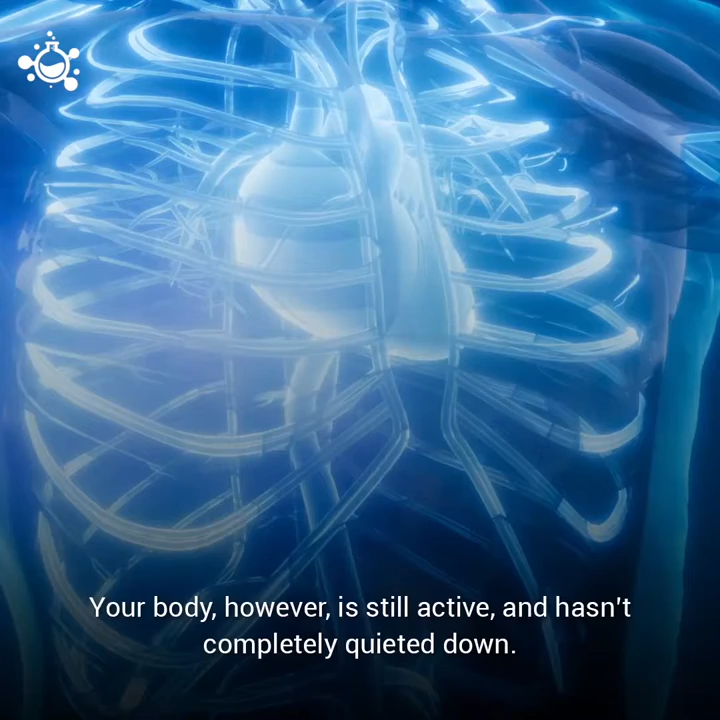 Your body, however, is still active, and hasn't
completely quieted down.